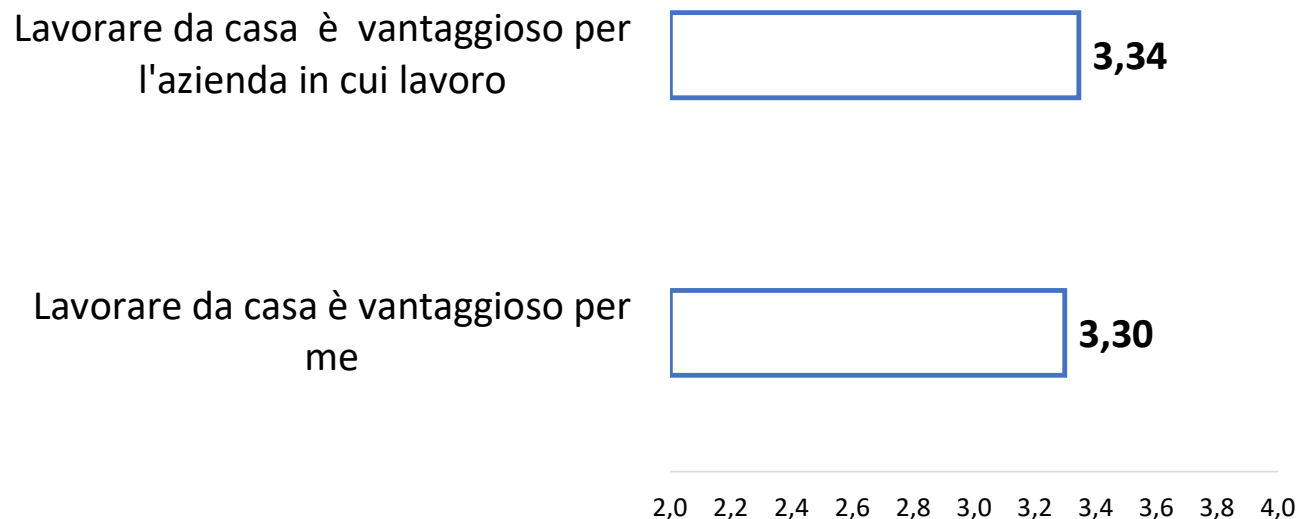 Lavorare da casa  è  vantaggioso per
l'azienda in cui lavoro
3,34
Lavorare da casa è vantaggioso per
me
3,30
2,0 2,2 2,4 2,6 2,8 3,0 3,2 3,4 3,6 3,8 4,0